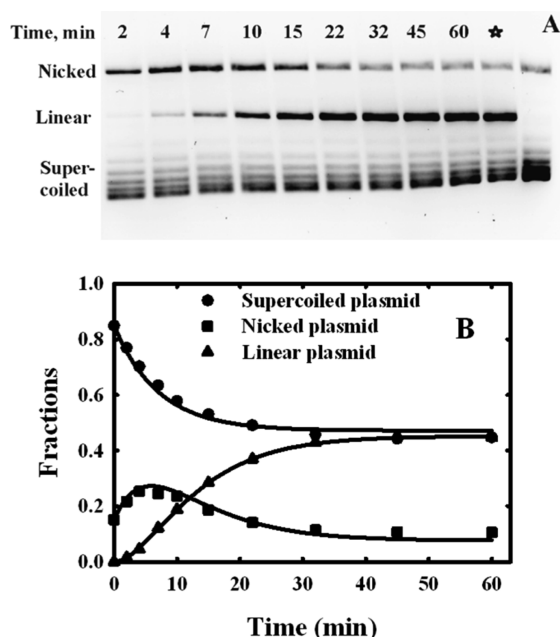 A
Time, min 2 4 7 10 15 22 32 45 60 ☆
Nicked
Linear
Super-
coiled
B
1.0
Supercoiled plasmid
Nicked plasmid
0.8
Linear plasmid
0.6
0.4
0.2
0.0
Fractions
0 10 20 30 40 50 60
Time (min)